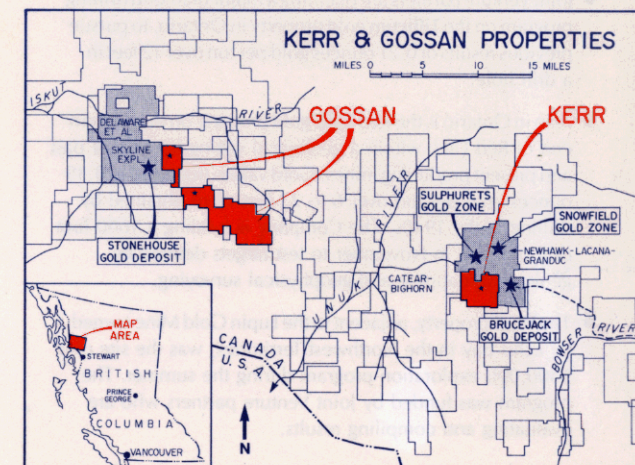 KERR & GOSSAN PROPERTIES
MILES 0 5 10 15 MILES
ISKUT
RIVER
DELAWARE
ET AL
SKYLINE
EXPL.
GOSSAN
KERR
STONEHOUSE
GOLD DEPOSIT
UNUK RIVER
SULPHURETS
GOLD ZONE
SNOWFIELD
GOLD ZONE
NEWHAWK-LACANA-
GRANDUC
CATEAR-
BIGHORN
BRUCEJACK
GOLD DEPOSIT
BOWSER RIVER
CANADA
U.S.A.
N
MAP
AREA
STEWART
BRITISH
PRINCE
GEORGE
COLUMBIA
VANCOUVER